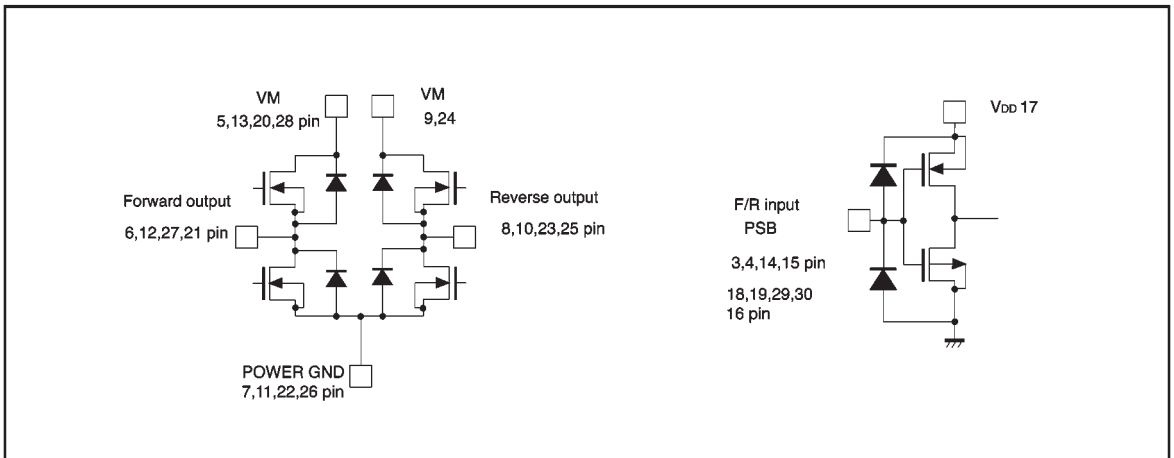 VM
5,13,20,28 pin
VM
9,24
Forward output
6,12,27,21 pin
Reverse output
8,10,23,25 pin
POWER GND
7,11,22,26 pin
VDD 17
F/R input
PSB
3,4,14,15 pin
18,19,29,30
16 pin